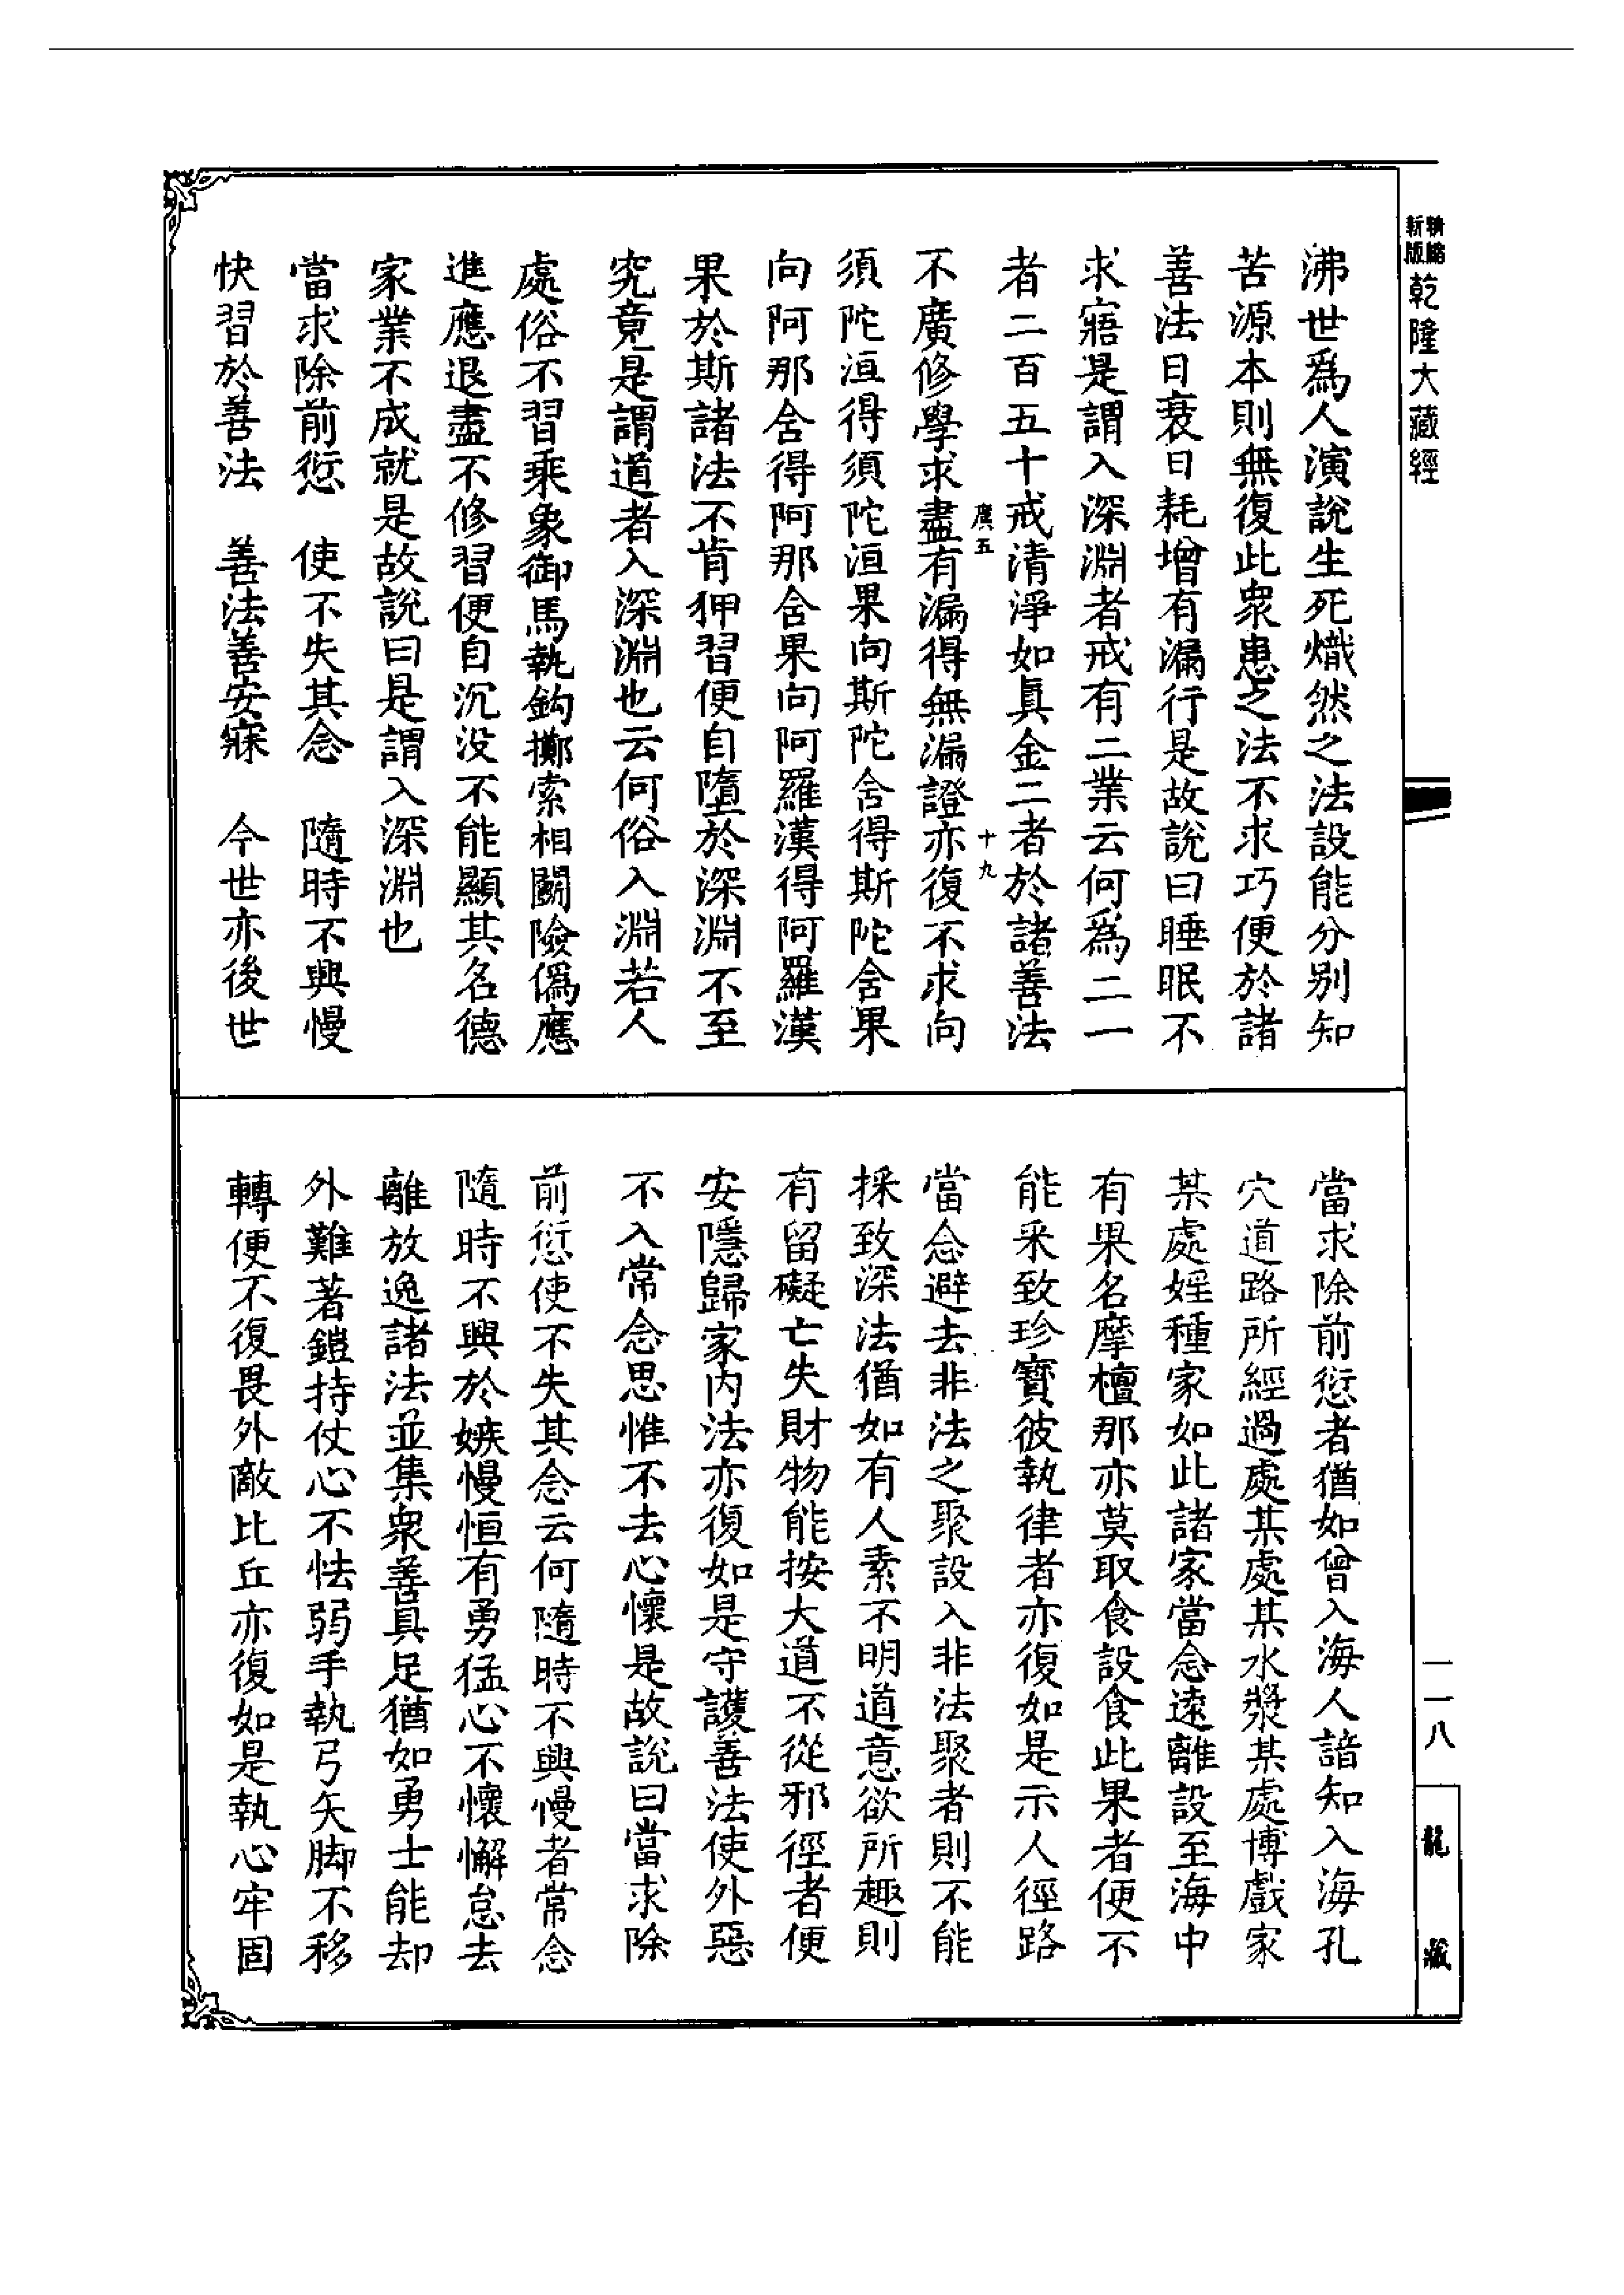 新版
乾隆大藏經
沸世爲人演說生死熾然之法設能分别知
苦源本則無復此衆患之法不求巧便於諸
善法日衰日耗增有漏行是故說曰睡眠不
求寤是謂入深淵者戒有二業云何爲二一
者二百五十戒清淨如真金二者於諸善法
廣五
十九
不廣修學求盡有漏得無漏證亦復不求向
須陀洹得須陀洹果向斯陀含得斯陀含果
向阿那含得阿那含果向阿羅漢得阿羅漢
果於斯諸法不肯狎習便自墮於深淵不至
究竟是謂道者入深淵也云何俗入淵若人
處俗不習乘象御馬執鈎擲索相鬪險僞應
進應退盡不修習便自沉没不能顯其名德
家業不成就是故說曰是謂入深淵也
當求除前愆 使不失其念 隨時不興慢
快習於善法 善法善安寐 今世亦後世
當求除前愆者猶如曾入海人諳知入海孔
穴道路所經過處某處某水漿某處博戲家
某處婬種家如此諸家當念遠離設至海中
有果名摩檀那亦莫取食設食此果者便不
能采致珍寶彼執律者亦復如是示人徑路
當念避去非法之聚設入非法聚者則不能
採致深法猶如有人素不明道意欲所趣則
有留礙亡失財物能按大道不從邪徑者便
安隱歸家内法亦復如是守護善法使外惡
不入常念思惟不去心懷是故說曰當求除
前愆使不失其念云何隨時不興慢者常念
隨時不興於嫉慢恒有勇猛心不懷懈怠去
離放逸諸法並集衆善具足猶如勇士能却
外難著鎧持仗心不怯弱手執弓矢脚不移
轉便不復畏外敵比丘亦復如是執心牢固
一一八
龍藏